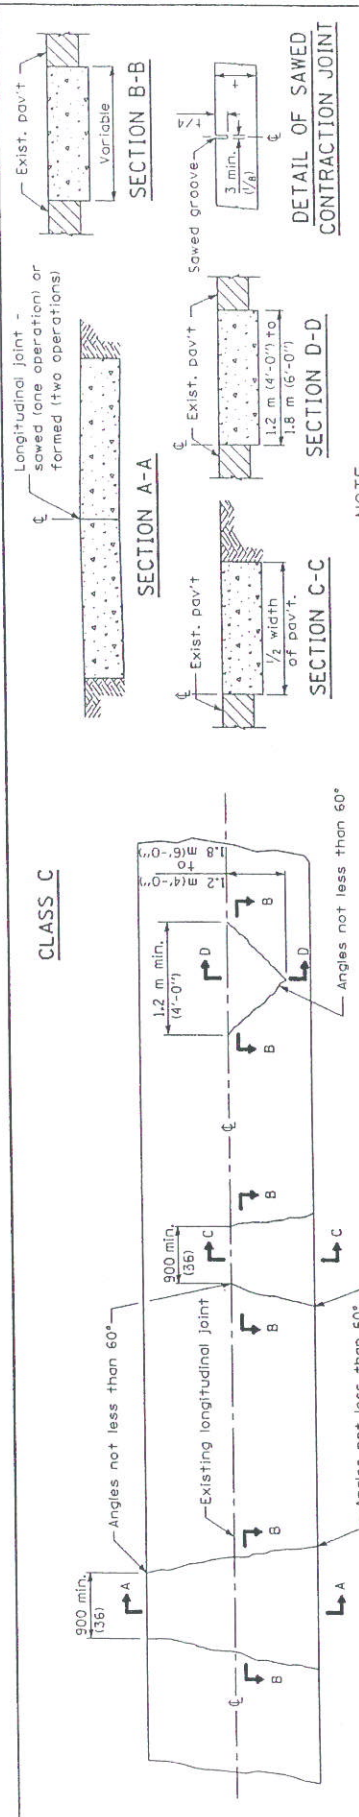 CLASS C
900 min.
(36)
A
A
Angles not less than 60°
Existing longitudinal joint
B
B
℄
900 min.
(36)
C
C
B
B
℄
1.2 m min.
(4'-0")
D
D
B
B
1.2 m(4'-0")
to
1.8 m(6'-0")
Angles not less than 60°
Angles not less than 60°
Longitudinal joint -
sawed (one operation) or
formed (two operations)
℄
SECTION A-A
Exist. pav't
Variable
SECTION B-B
℄
Exist. pav't
1/2 width
of pav't.
SECTION C-C
℄
Exist. pav't
1.2 m (4'-0") to
1.8 m (6'-0")
SECTION D-D
Sawed groove
t/4
t
3 min.
(1/8)
℄
DETAIL OF SAWED
CONTRACTION JOINT
NOTE